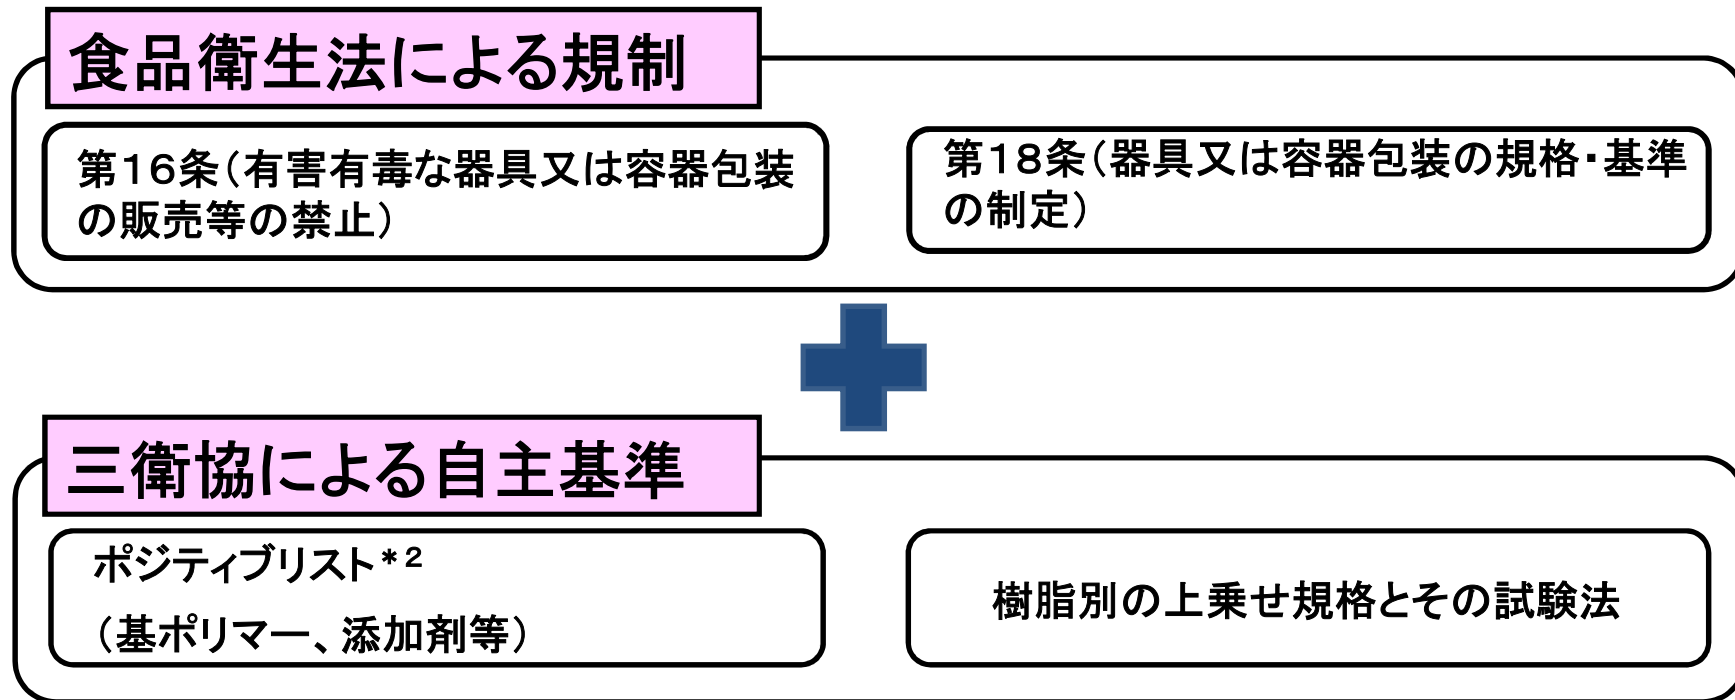 食品衛生法による規制
第16条(有害有毒な器具又は容器包装
の販売等の禁止)
第18条(器具又は容器包装の規格・基準
の制定)
三衛協による自主基準
ポジティブリスト*2
(基ポリマー、添加剤等)
樹脂別の上乗せ規格とその試験法